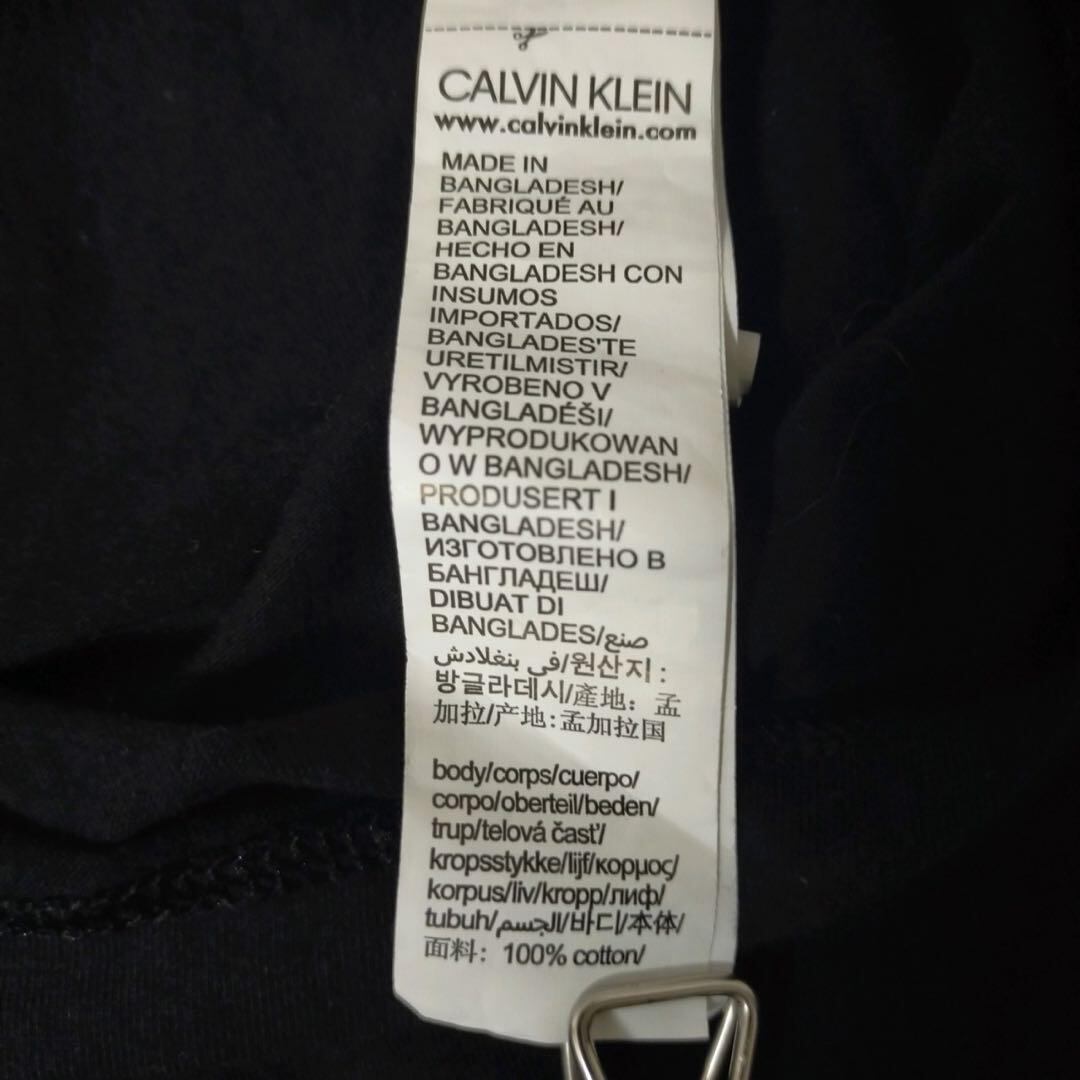 CALVIN KLEIN
www.calvinklein.com
MADE IN
BANGLADESH/
FABRIQUÉ AU
BANGLADESH/
HECHO EN
BANGLADESH CON
INSUMOS
IMPORTADOS/
BANGLADES'TE
URETILMISTIR/
VYROBENO V
BANGLADÉŠI/
WYPRODUKOWAN
O W BANGLADESH/
PRODUSERT I
BANGLADESH/
ИЗГОТОВЛЕНО В
БАНГЛАДЕШ/
DIBUAT DI
BANGLADES/صنع
في بنغلادش/원산지 :
방글라데시/產地：孟
加拉/产地:孟加拉国
body/corps/cuerpo/
corpo/oberteil/beden/
trup/telová časť/
kropsstykke/lijf/κορμος/
korpus/liv/kropp/лиф/
tubuh/الجسم/바디/本体/
面料：100% cotton/